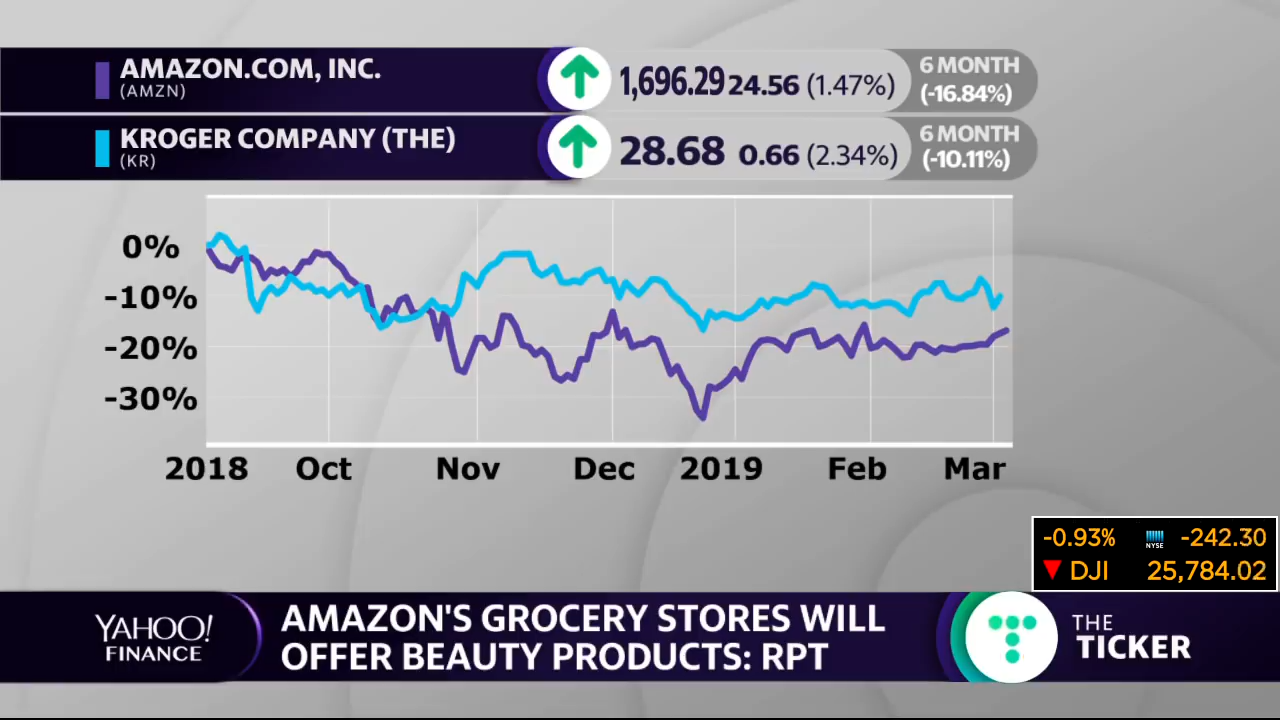 AMAZON.COM, INC.
(AMZN)
1,696.29 24.56 (1.47%)
6 MONTH
(-16.84%)
KROGER COMPANY (THE)
(KR)
28.68 0.66 (2.34%)
6 MONTH
(-10.11%)
0%
-10%
-20%
-30%
2018 Oct Nov Dec 2019 Feb Mar
-0.93% NYSE -242.30
DJI 25,784.02
YAHOO!
FINANCE
AMAZON'S GROCERY STORES WILL
OFFER BEAUTY PRODUCTS: RPT
THE
TICKER